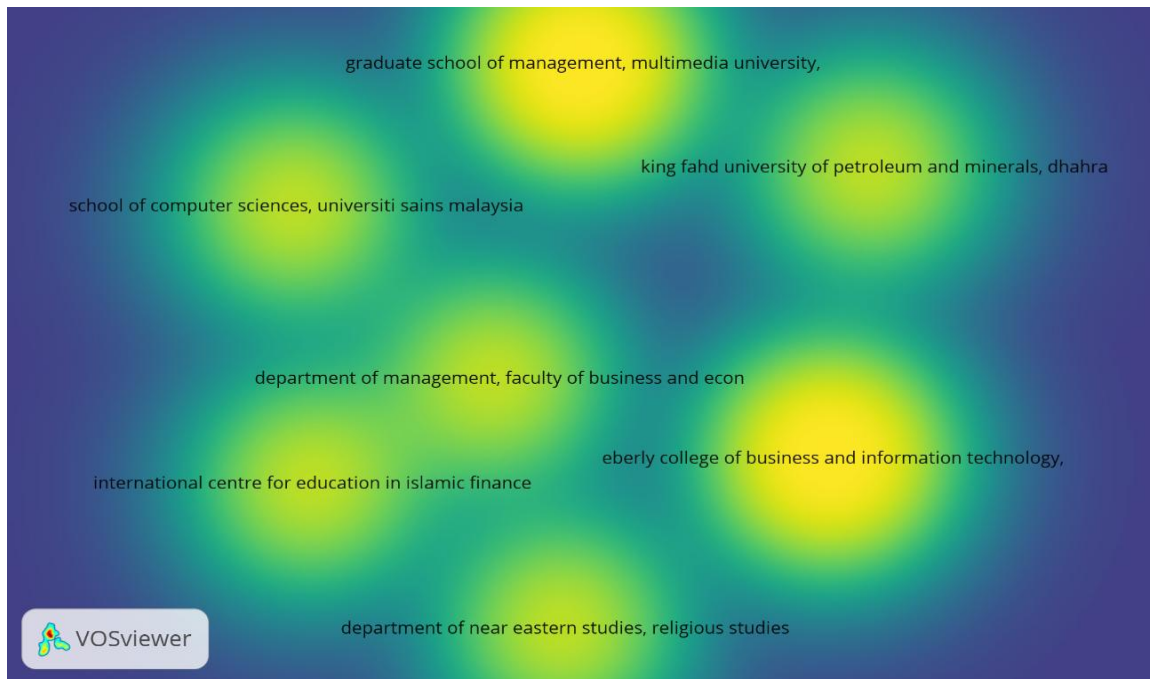 graduate school of management, multimedia university,
king fahd university of petroleum and minerals, dhahra
school of computer sciences, universiti sains malaysia
department of management, faculty of business and econ
eberly college of business and information technology,
international centre for education in islamic finance
department of near eastern studies, religious studies
VOSviewer